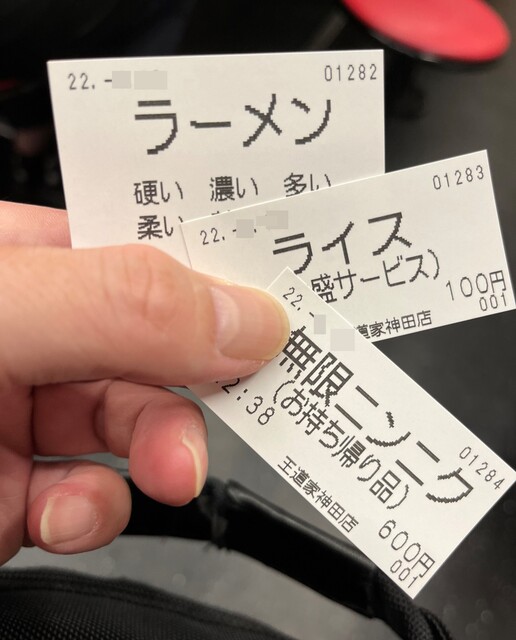 22.
01282
ラーメン
硬い 濃い 多い
柔い
22.
01283
ライス
盛サービス)
100円
001
道家神田店
22.
01284
無限ニンニク
(お持ち帰り品)
2:38
王道家神田店
600円
001